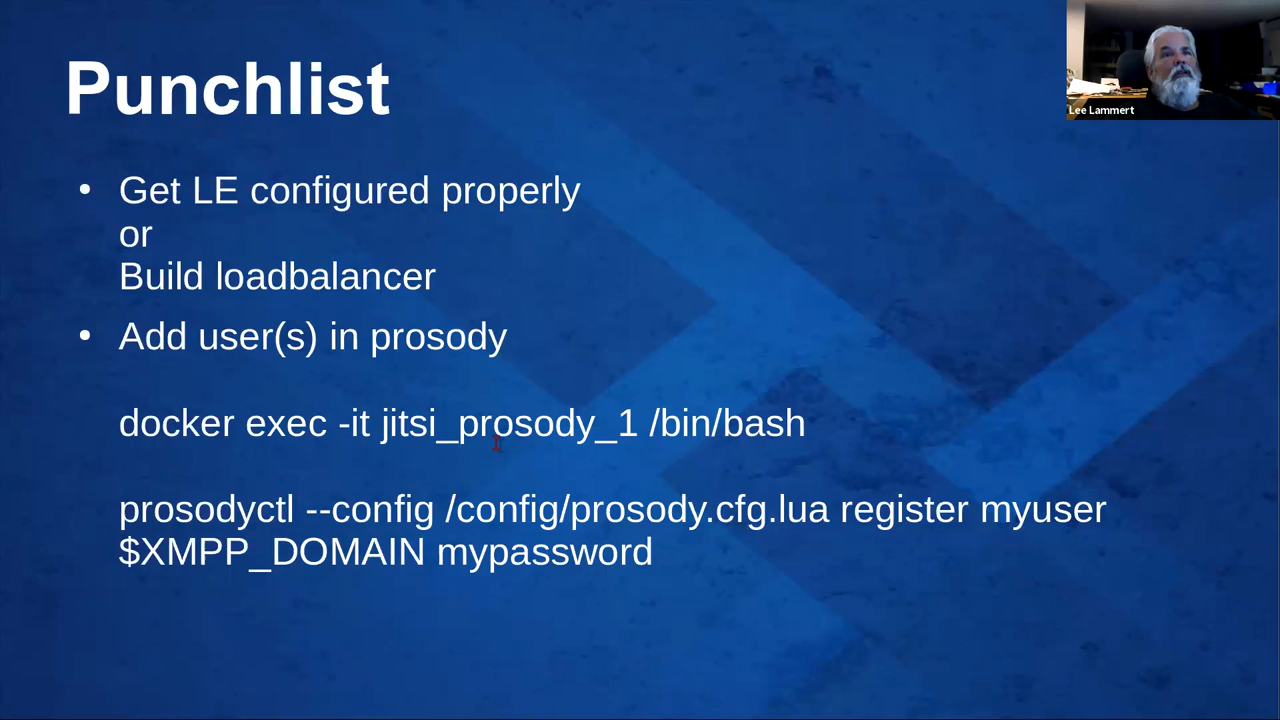 Punchlist
Lee Lammert
• Get LE configured properly
or
Build loadbalancer
• Add user(s) in prosody
docker exec -it jitsi_prosody_1 /bin/bash
prosodyctl --config /config/prosody.cfg.lua register myuser
$XMPP_DOMAIN mypassword